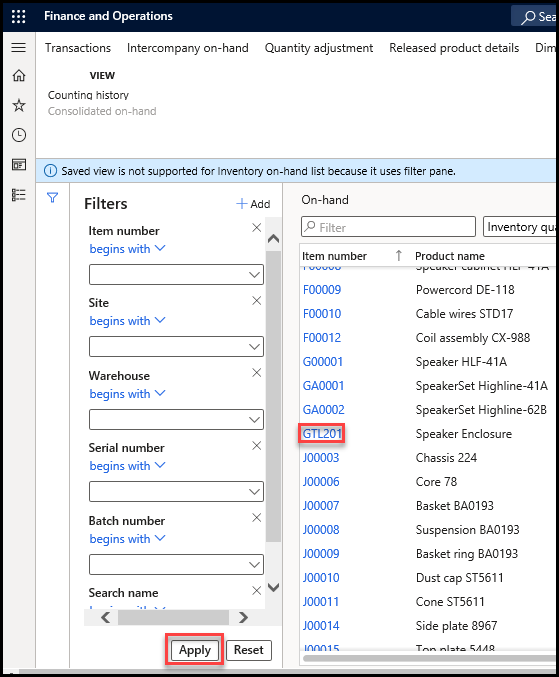 Finance and Operations
Sea
Transactions Intercompany on-hand Quantity adjustment Released product details Dim
VIEW
Counting history
Consolidated on-hand
Saved view is not supported for Inventory on-hand list because it uses filter pane.
Filters
Add
Item number
begins with
Site
begins with
Warehouse
begins with
Serial number
begins with
Batch number
begins with
Search name
begins with
Apply Reset
On-hand
Filter
Inventory qua
Item number Product name
F00008 Speaker cabinet HLF-41A
F00009 Powercord DE-118
F00010 Cable wires STD17
F00012 Coil assembly CX-988
G00001 Speaker HLF-41A
GA0001 SpeakerSet Highline-41A
GA0002 SpeakerSet Highline-62B
GTL201 Speaker Enclosure
J00003 Chassis 224
J00006 Core 78
J00007 Basket BA0193
J00008 Suspension BA0193
J00009 Basket ring BA0193
J00010 Dust cap ST5611
J00011 Cone ST5611
J00014 Side plate 8967
J00015 Top plate 5448